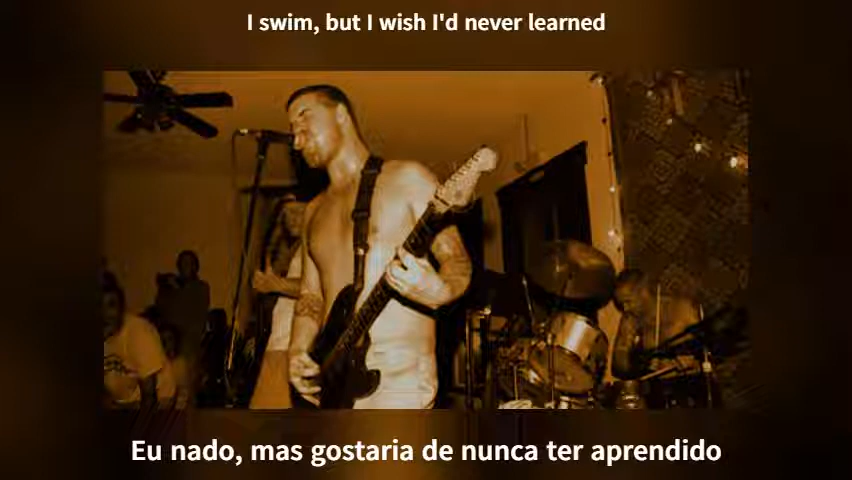 I swim, but I wish I'd never learned
Eu nado, mas gostaria de nunca ter aprendido